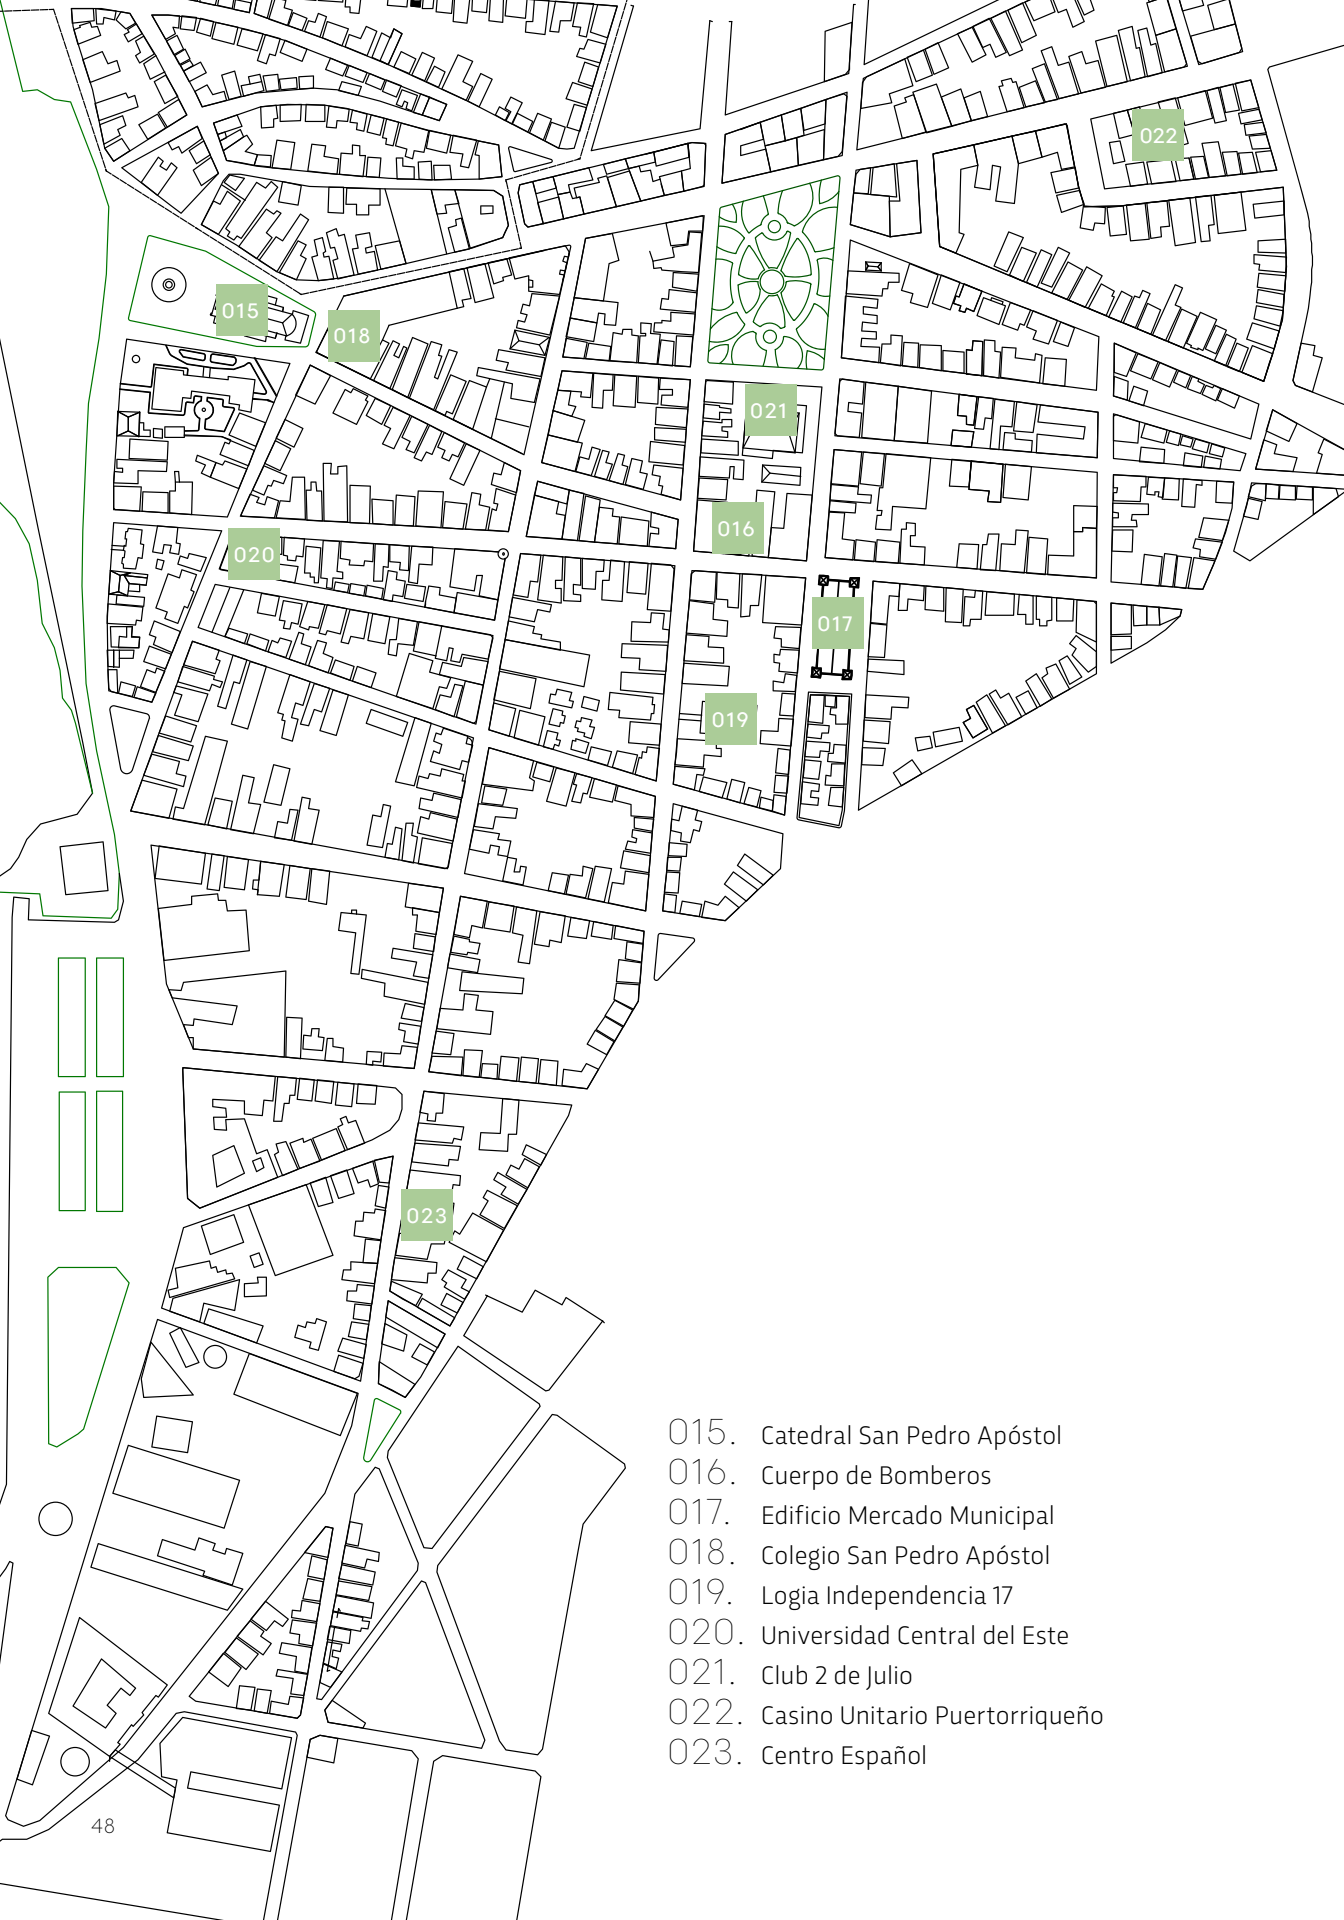 022
015
018
021
016
020
017
019
023
015. Catedral San Pedro Apóstol
016. Cuerpo de Bomberos
017. Edificio Mercado Municipal
018. Colegio San Pedro Apóstol
019. Logia Independencia 17
020. Universidad Central del Este
021. Club 2 de Julio
022. Casino Unitario Puertorriqueño
023. Centro Español
48